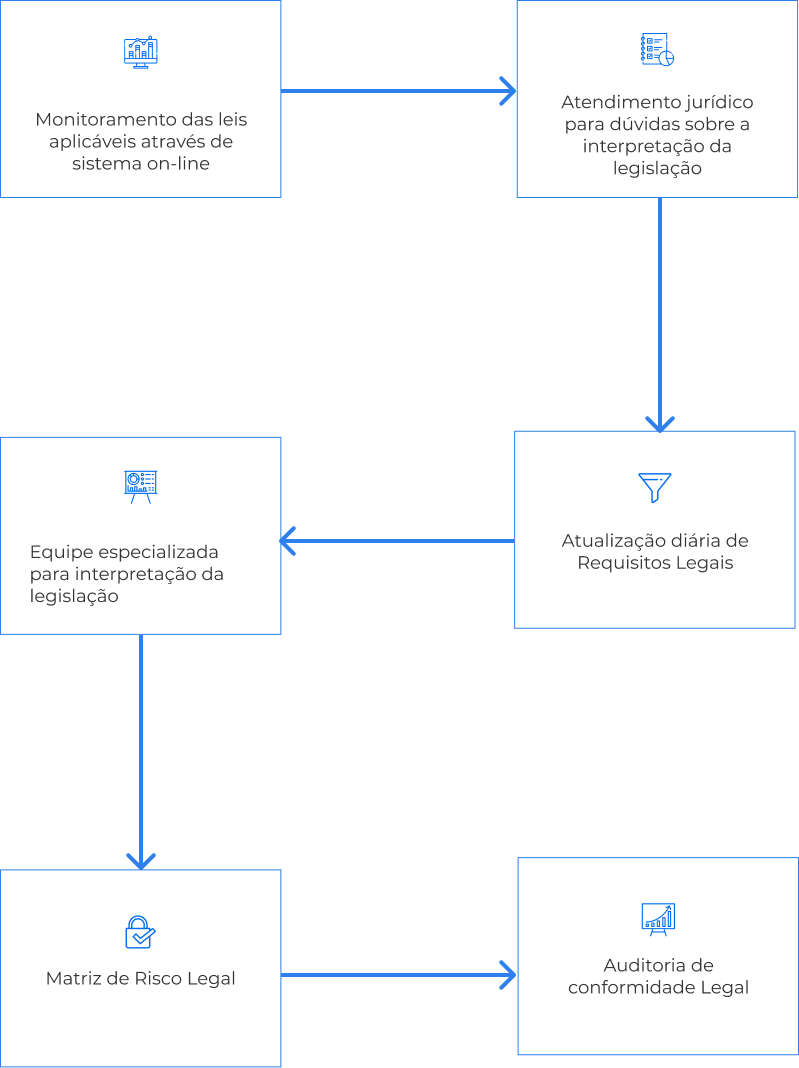 Monitoramento das leis
aplicáveis através de
sistema on-line
Atendimento jurídico
para dúvidas sobre a
interpretação da
legislação
Atualização diária de
Requisitos Legais
Equipe especializada
para interpretação da
legislação
Matriz de Risco Legal
Auditoria de
conformidade Legal